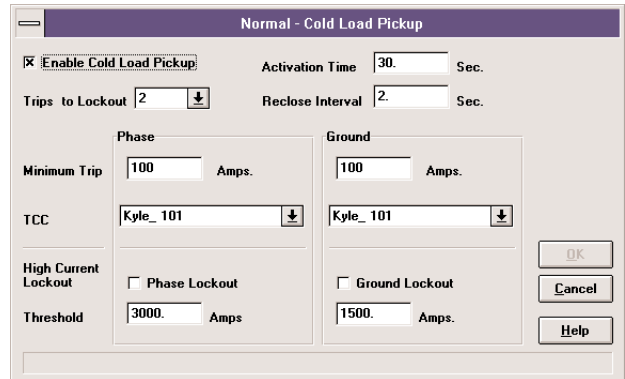 Normal - Cold Load Pickup
Enable Cold Load Pickup
Activation Time 30. Sec.
Trips to Lockout 2
Reclose Interval 2. Sec.
Phase Ground
Minimum Trip 100 Amps. 100 Amps.
TCC Kyle_ 101 Kyle_ 101
High Current
Lockout
Phase Lockout Ground Lockout
Threshold 3000. Amps 1500. Amps.
OK
Cancel
Help